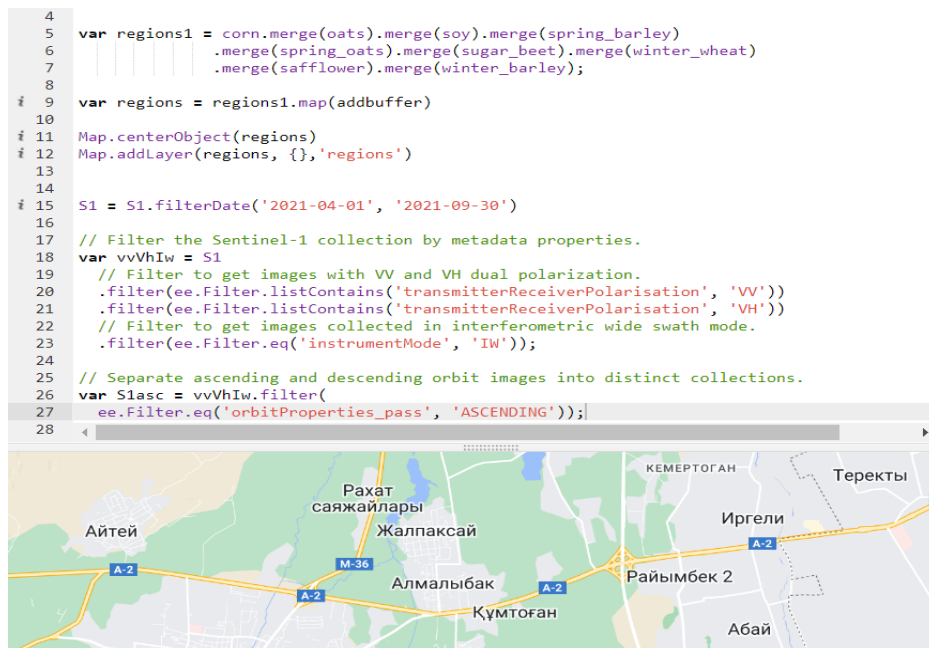 4
5 var regions1 = corn.merge(oats).merge(soy).merge(spring_barley)
6 .merge(spring_oats).merge(sugar_beet).merge(winter_wheat)
7 .merge(safflower).merge(winter_barley);
8
i 9 var regions = regions1.map(addbuffer)
10
i 11 Map.centerObject(regions)
i 12 Map.addLayer(regions, {},'regions')
13
14
i 15 S1 = S1.filterDate('2021-04-01', '2021-09-30')
16
17 // Filter the Sentinel-1 collection by metadata properties.
18 var vvVhIw = S1
19 // Filter to get images with VV and VH dual polarization.
20 .filter(ee.Filter.listContains('transmitterReceiverPolarisation', 'VV'))
21 .filter(ee.Filter.listContains('transmitterReceiverPolarisation', 'VH'))
22 // Filter to get images collected in interferometric wide swath mode.
23 .filter(ee.Filter.eq('instrumentMode', 'IW'));
24
25 // Separate ascending and descending orbit images into distinct collections.
26 var S1asc = vvVhIw.filter(
27 ee.Filter.eq('orbitProperties_pass', 'ASCENDING'));
28
КЕМЕРТОГАН
Теректы
Рахат
саяжайлары
Айтей
Жалпаксай
Иргели
A-2
M-36
A-2
Алмалыбак
A-2
Райымбек 2
A-2
Құмтоған
Абай